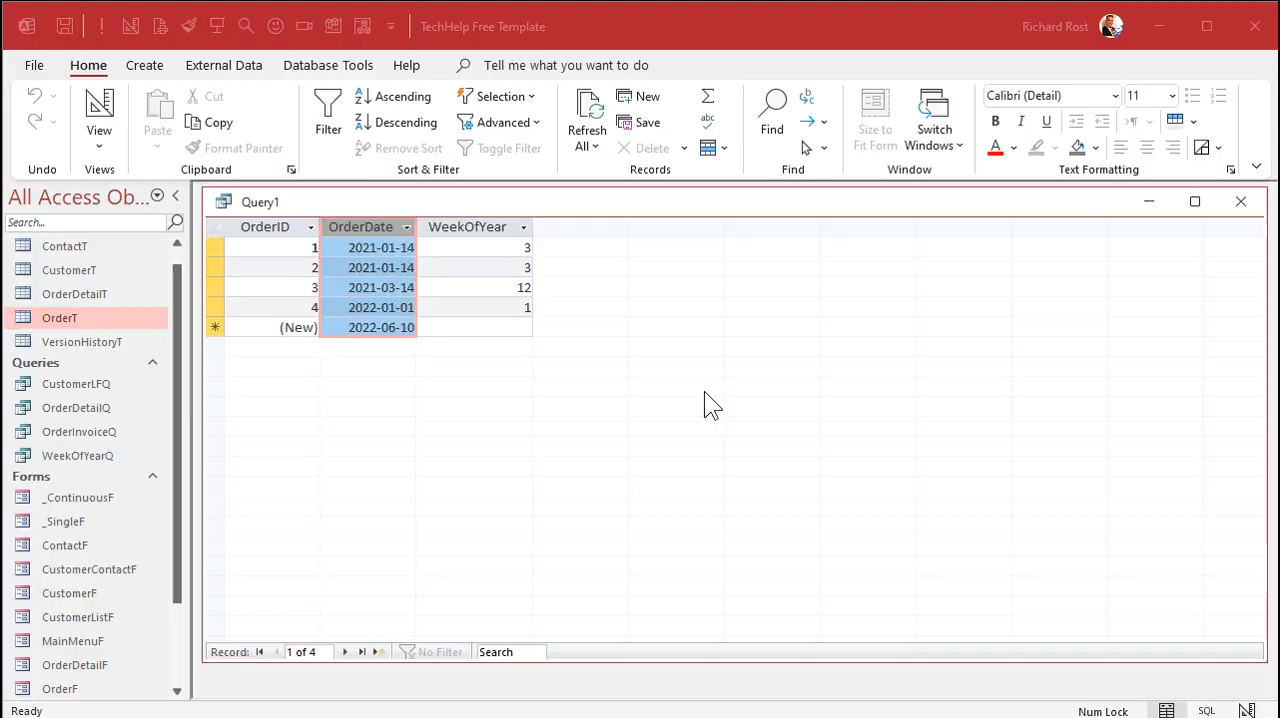 TechHelp Free Template
Richard Rost
File Home Create External Data Database Tools Help Tell me what you want to do
View
Paste
Cut
Copy
Format Painter
Filter
Ascending
Descending
Remove Sort
Selection
Advanced
Toggle Filter
Refresh
All
New
Save
Delete
Find
Size to
Fit Form
Switch
Windows
Calibri (Detail) 11
B I U
A
Undo Views Clipboard Sort & Filter Records Find Window Text Formatting
All Access Ob...
Search...
ContactT
CustomerT
OrderDetailT
OrderT
VersionHistoryT
Queries
CustomerLFQ
OrderDetailQ
OrderInvoiceQ
WeekOfYearQ
Forms
_ContinuousF
_SingleF
ContactF
CustomerContactF
CustomerF
CustomerListF
MainMenuF
OrderDetailF
OrderF
Query1
OrderID OrderDate WeekOfYear
1 2021-01-14 3
2 2021-01-14 3
3 2021-03-14 12
4 2022-01-01 1
(New) 2022-06-10
Record: 1 of 4 No Filter Search
Ready Num Lock SQL